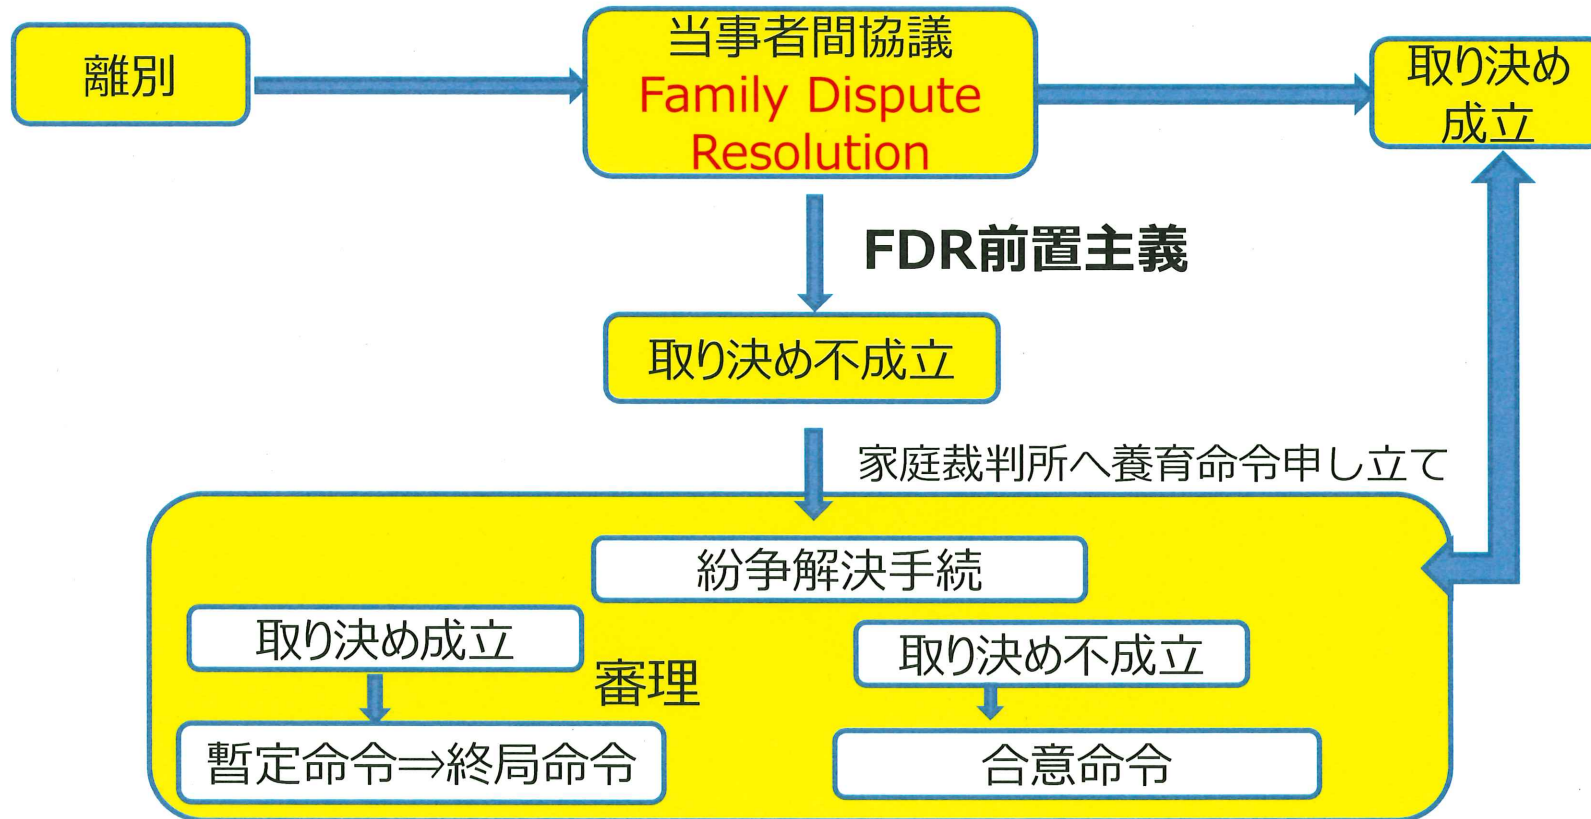 離別
当事者間協議
Family Dispute
Resolution
取り決め
成立
FDR前置主義
取り決め不成立
家庭裁判所へ養育命令申し立て
紛争解決手続
取り決め成立
取り決め不成立
審理
暫定命令⇒終局命令
合意命令